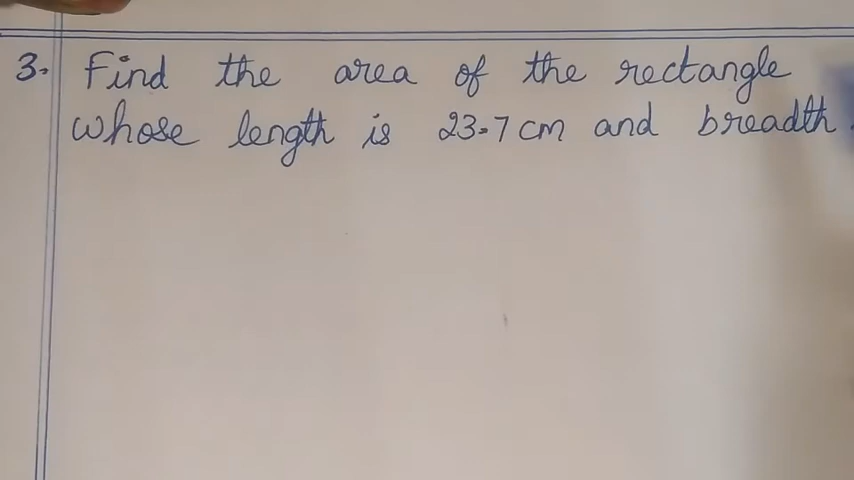 3. Find the area of the rectangle
whose length is 23.7 cm and breadth